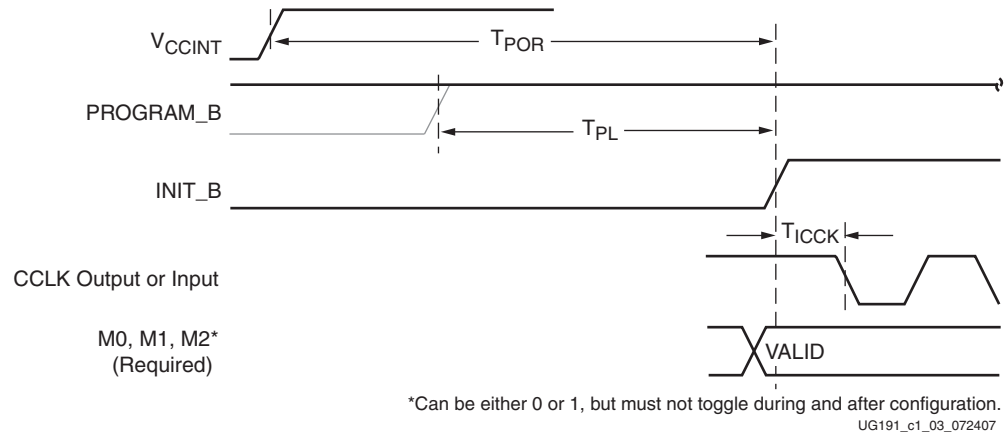 VCCINT
TPOR
PROGRAM_B
TPL
INIT_B
TICCK
CCLK Output or Input
M0, M1, M2*
(Required)
VALID
*Can be either 0 or 1, but must not toggle during and after configuration.
UG191_c1_03_072407